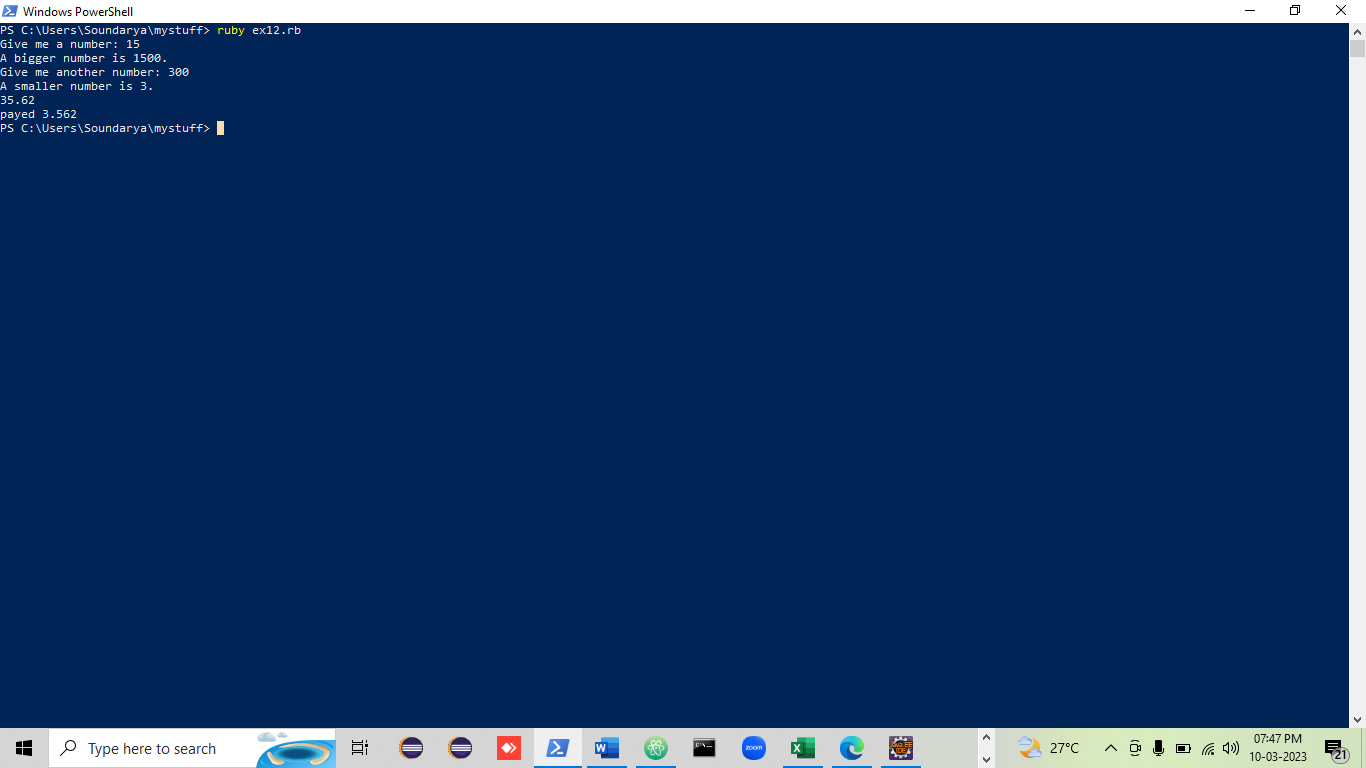 Windows PowerShell
PS C:\Users\Soundarya\mystuff> ruby ex12.rb
Give me a number: 15
A bigger number is 1500.
Give me another number: 300
A smaller number is 3.
35.62
payed 3.562
PS C:\Users\Soundarya\mystuff>
Type here to search
zoom
27°C
07:47 PM
10-03-2023
21